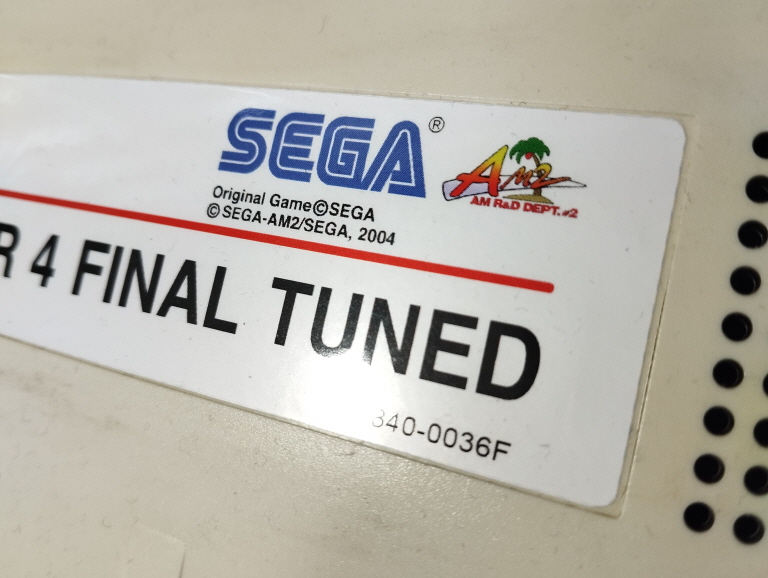 SEGA®
AM2
AM R&D DEPT.#2
Original Game©SEGA
©SEGA-AM2/SEGA, 2004
R 4 FINAL TUNED
840-0036F